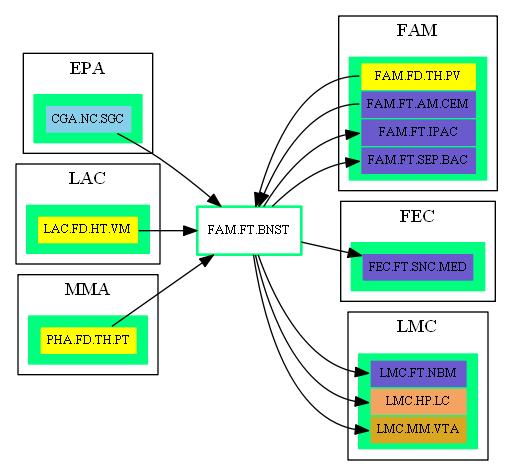 EPA
CGA.NC.SGC
LAC
LAC.FD.HT.VM
MMA
PHA.FD.TH.PT
FAM.FT.BNST
FAM
FAM.FD.TH.PV
FAM.FT.AM.CEM
FAM.FT.IPAC
FAM.FT.SEP.BAC
FEC
FEC.FT.SNC.MED
LMC
LMC.FT.NBM
LMC.HP.LC
LMC.MM.VTA